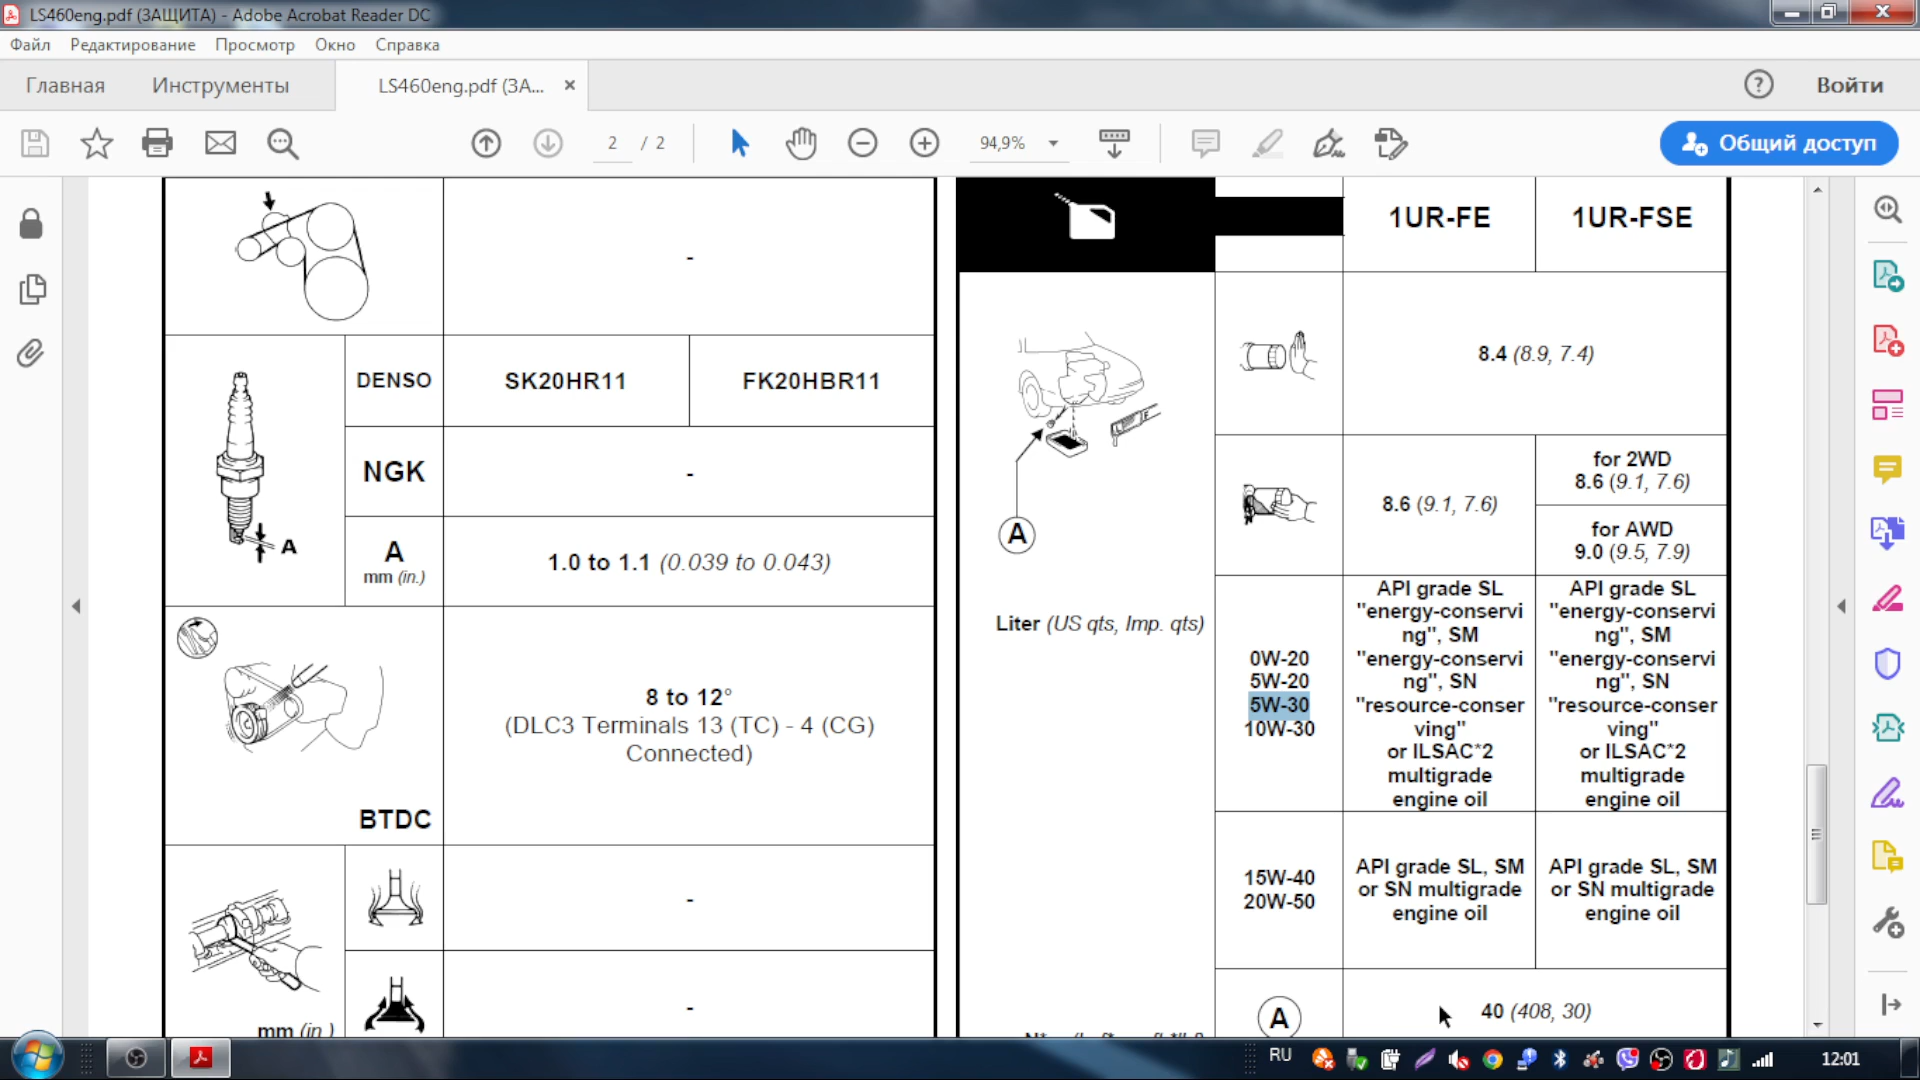 LS460eng.pdf (ЗАЩИТА) - Adobe Acrobat Reader DC
Файл Редактирование Просмотр Окно Справка
Главная Инструменты LS460eng.pdf (ЗА... × Войти
2 / 2 94,9% Общий доступ
-
DENSO SK20HR11 FK20HBR11
NGK -
A
mm (in.)
1.0 to 1.1 (0.039 to 0.043)
A
8 to 12°
(DLC3 Terminals 13 (TC) - 4 (CG)
Connected)
BTDC
-
-
mm (in.)
1UR-FE 1UR-FSE
8.4 (8.9, 7.4)
8.6 (9.1, 7.6)
for 2WD
8.6 (9.1, 7.6)
for AWD
9.0 (9.5, 7.9)
A
Liter (US qts, Imp. qts)
0W-20
5W-20
5W-30
10W-30
API grade SL
"energy-conservi
ng", SM
"energy-conservi
ng", SN
"resource-conser
ving"
or ILSAC*2
multigrade
engine oil
API grade SL
"energy-conservi
ng", SM
"energy-conservi
ng", SN
"resource-conser
ving"
or ILSAC*2
multigrade
engine oil
15W-40
20W-50
API grade SL, SM
or SN multigrade
engine oil
API grade SL, SM
or SN multigrade
engine oil
A
40 (408, 30)
RU 12:01